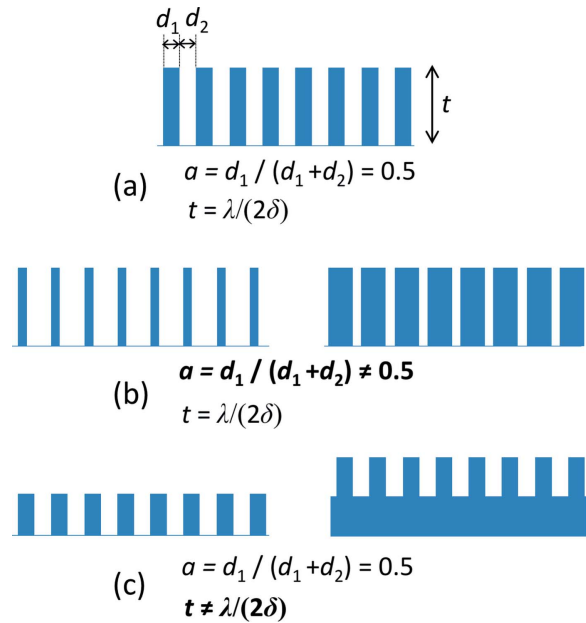 d₁ d₂
t
(a)
a = d₁ / (d₁+d₂) = 0.5
t = λ/(2δ)
(b)
a = d₁ / (d₁+d₂) ≠ 0.5
t = λ/(2δ)
(c)
a = d₁ / (d₁+d₂) = 0.5
t ≠ λ/(2δ)